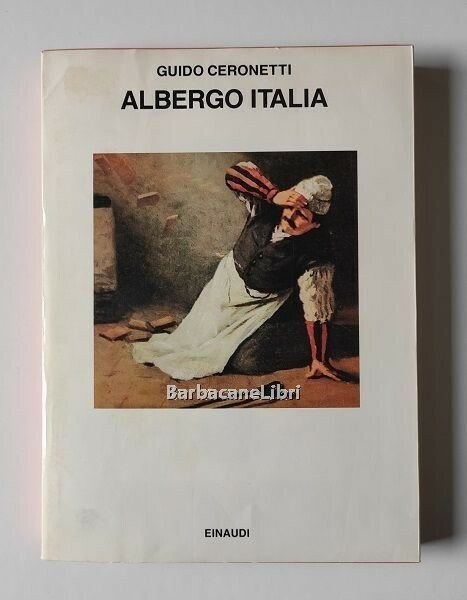 GUIDO CERONETTI
ALBERGO ITALIA
BarbacaneLibri
EINAUDI